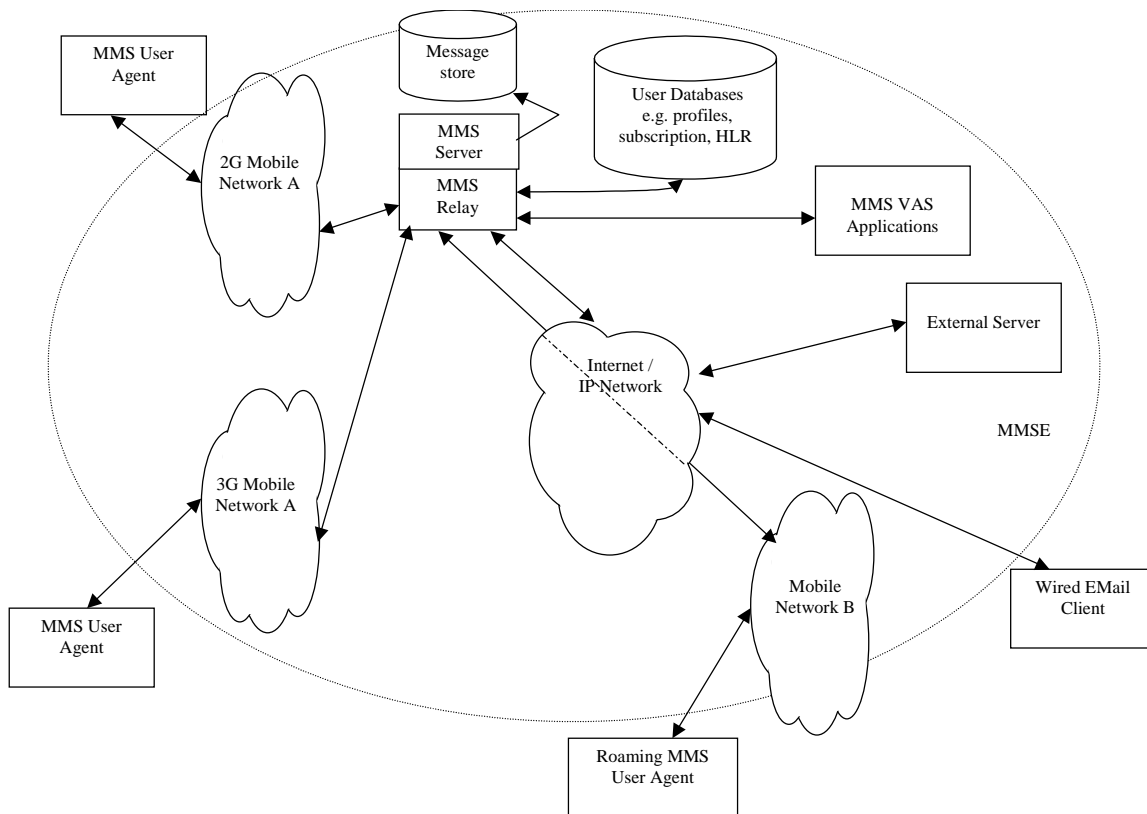 MMS User
Agent
Message
store
User Databases
e.g. profiles,
subscription, HLR
MMS
Server
2G Mobile
Network A
MMS
Relay
MMS VAS
Applications
External Server
Internet /
IP Network
MMSE
3G Mobile
Network A
Mobile
Network B
Wired EMail
Client
MMS User
Agent
Roaming MMS
User Agent